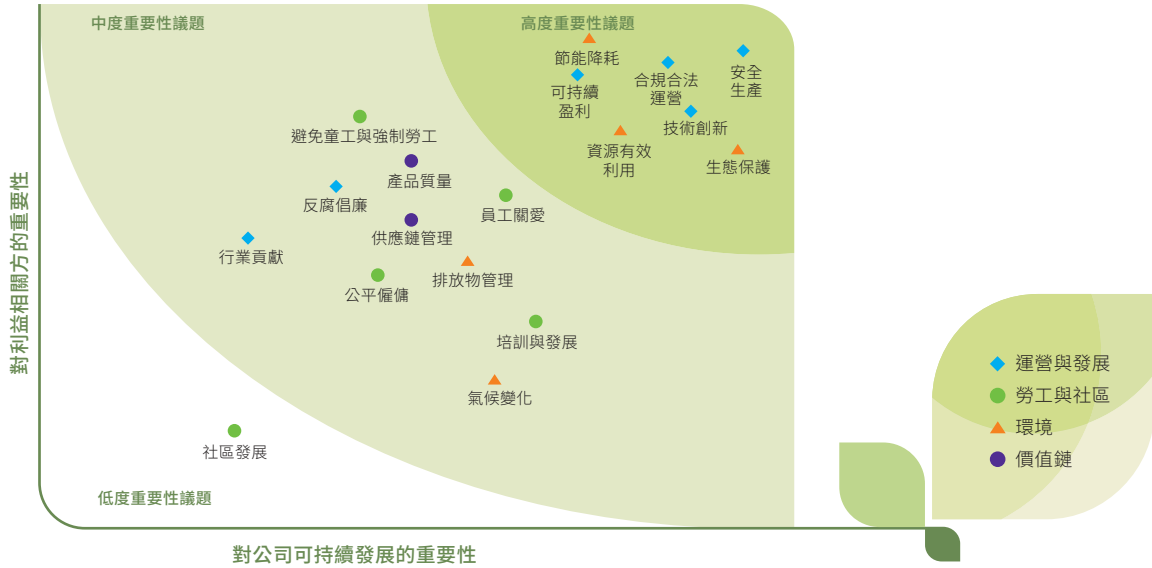 中度重要性議題
高度重要性議題
節能降耗
可持續
盈利
合規合法
運營
安全
生產
技術創新
資源有效
利用
生態保護
避免童工與強制勞工
產品質量
反腐倡廉
員工關愛
供應鏈管理
行業貢獻
排放物管理
公平僱傭
培訓與發展
氣候變化
社區發展
低度重要性議題
對利益相關方的重要性
對公司可持續發展的重要性
運營與發展
勞工與社區
環境
價值鏈